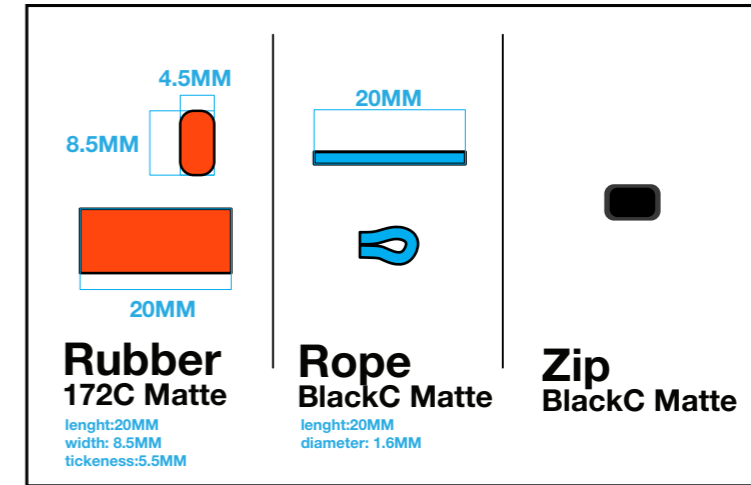 4.5MM
8.5MM
20MM
Rubber
172C Matte
lenght:20MM
width: 8.5MM
tickeness:5.5MM
20MM
Rope
BlackC Matte
lenght:20MM
diameter: 1.6MM
Zip
BlackC Matte